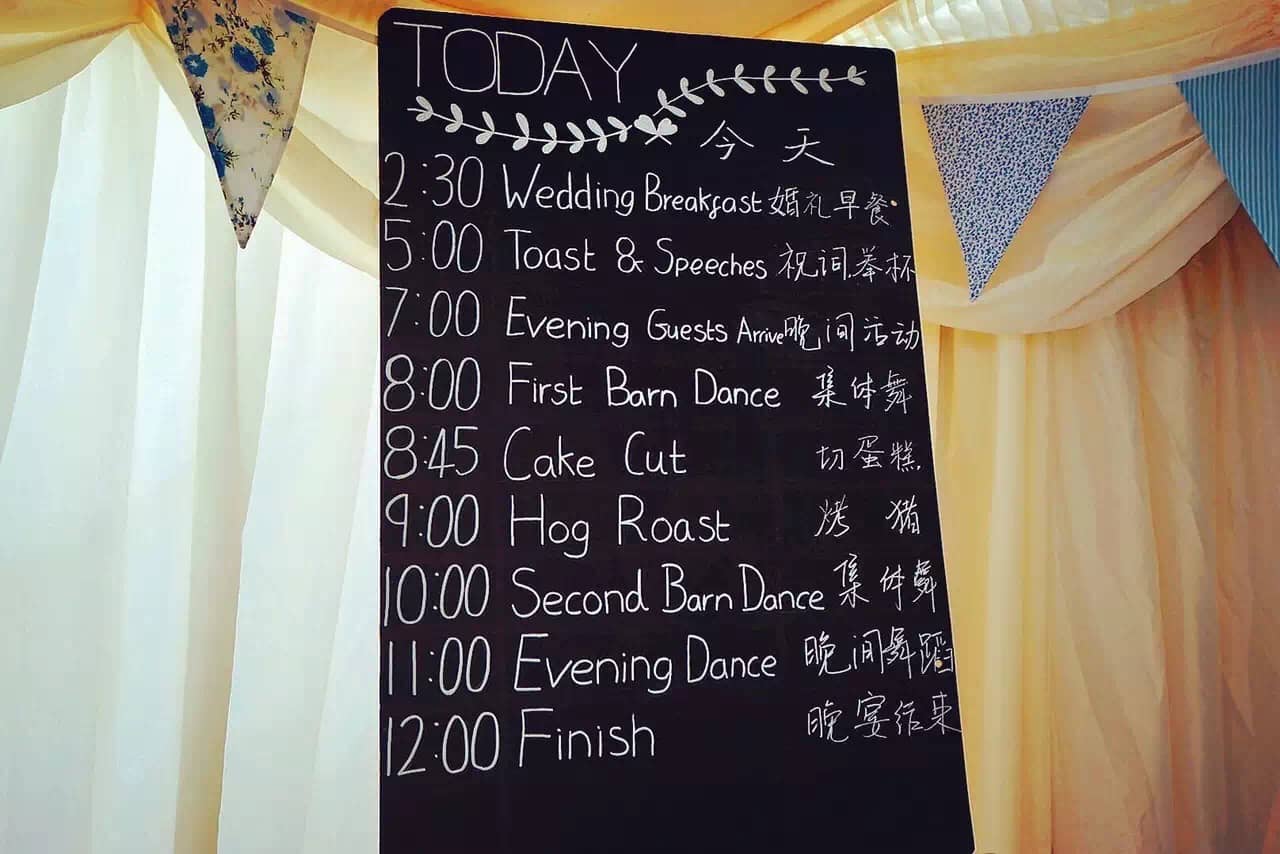 TODAY
今天
2:30 Wedding Breakfast 婚礼早餐
5:00 Toast & Speeches 祝词.举杯
7:00 Evening Guests Arrive 晚间活动
8:00 First Barn Dance 集体舞
8:45 Cake Cut 切蛋糕
9:00 Hog Roast 烤猪
10:00 Second Barn Dance 集体舞
11:00 Evening Dance 晚间舞蹈
12:00 Finish 晚宴结束